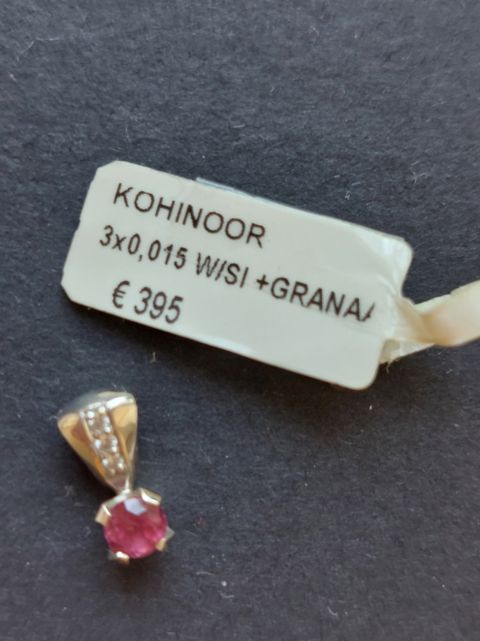 KOHINOOR
3x0,015 W/SI +GRANA/
€ 395